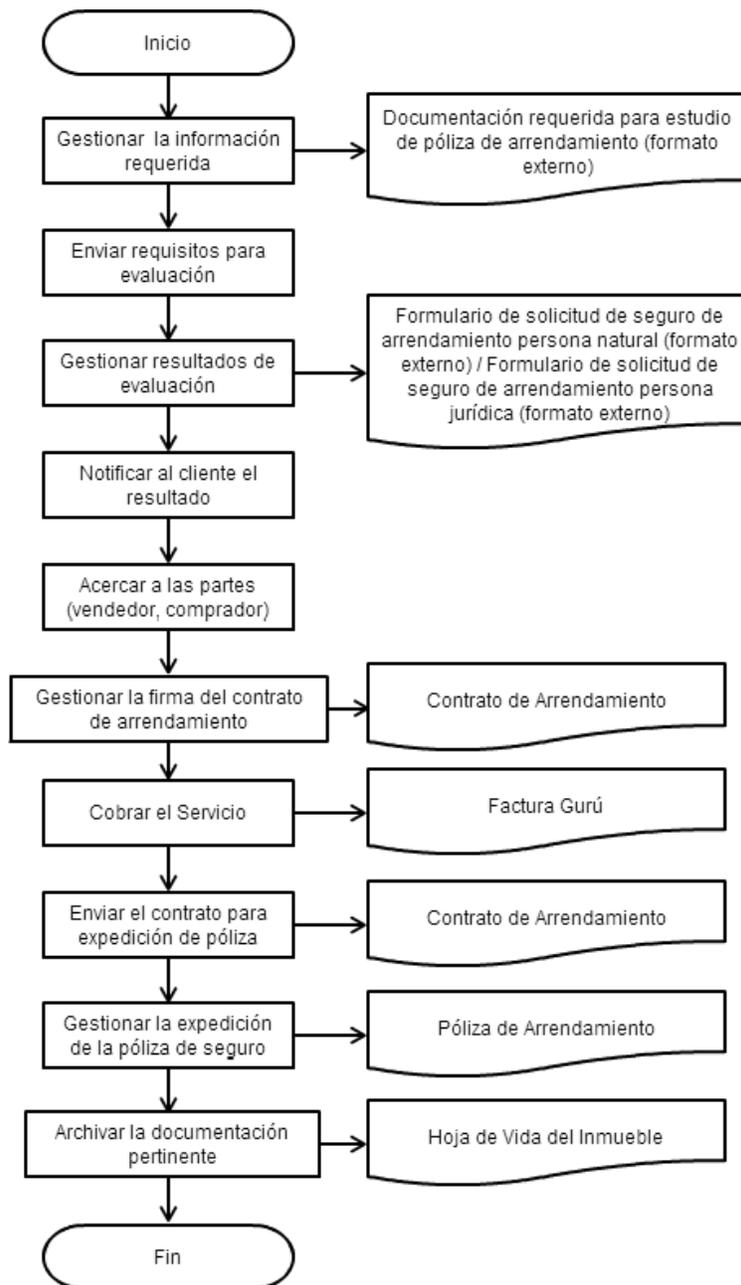 Inicio
Gestionar la información
requerida
Documentación requerida para estudio
de póliza de arrendamiento (formato
externo)
Enviar requisitos para
evaluación
Gestionar resultados de
evaluación
Formulario de solicitud de seguro de
arrendamiento persona natural (formato
externo) / Formulario de solicitud de
seguro de arrendamiento persona
jurídica (formato externo)
Notificar al cliente el
resultado
Acercar a las partes
(vendedor, comprador)
Gestionar la firma del contrato
de arrendamiento
Contrato de Arrendamiento
Cobrar el Servicio
Factura Gurú
Enviar el contrato para
expedición de póliza
Contrato de Arrendamiento
Gestionar la expedición
de la póliza de seguro
Póliza de Arrendamiento
Archivar la documentación
pertinente
Hoja de Vida del Inmueble
Fin